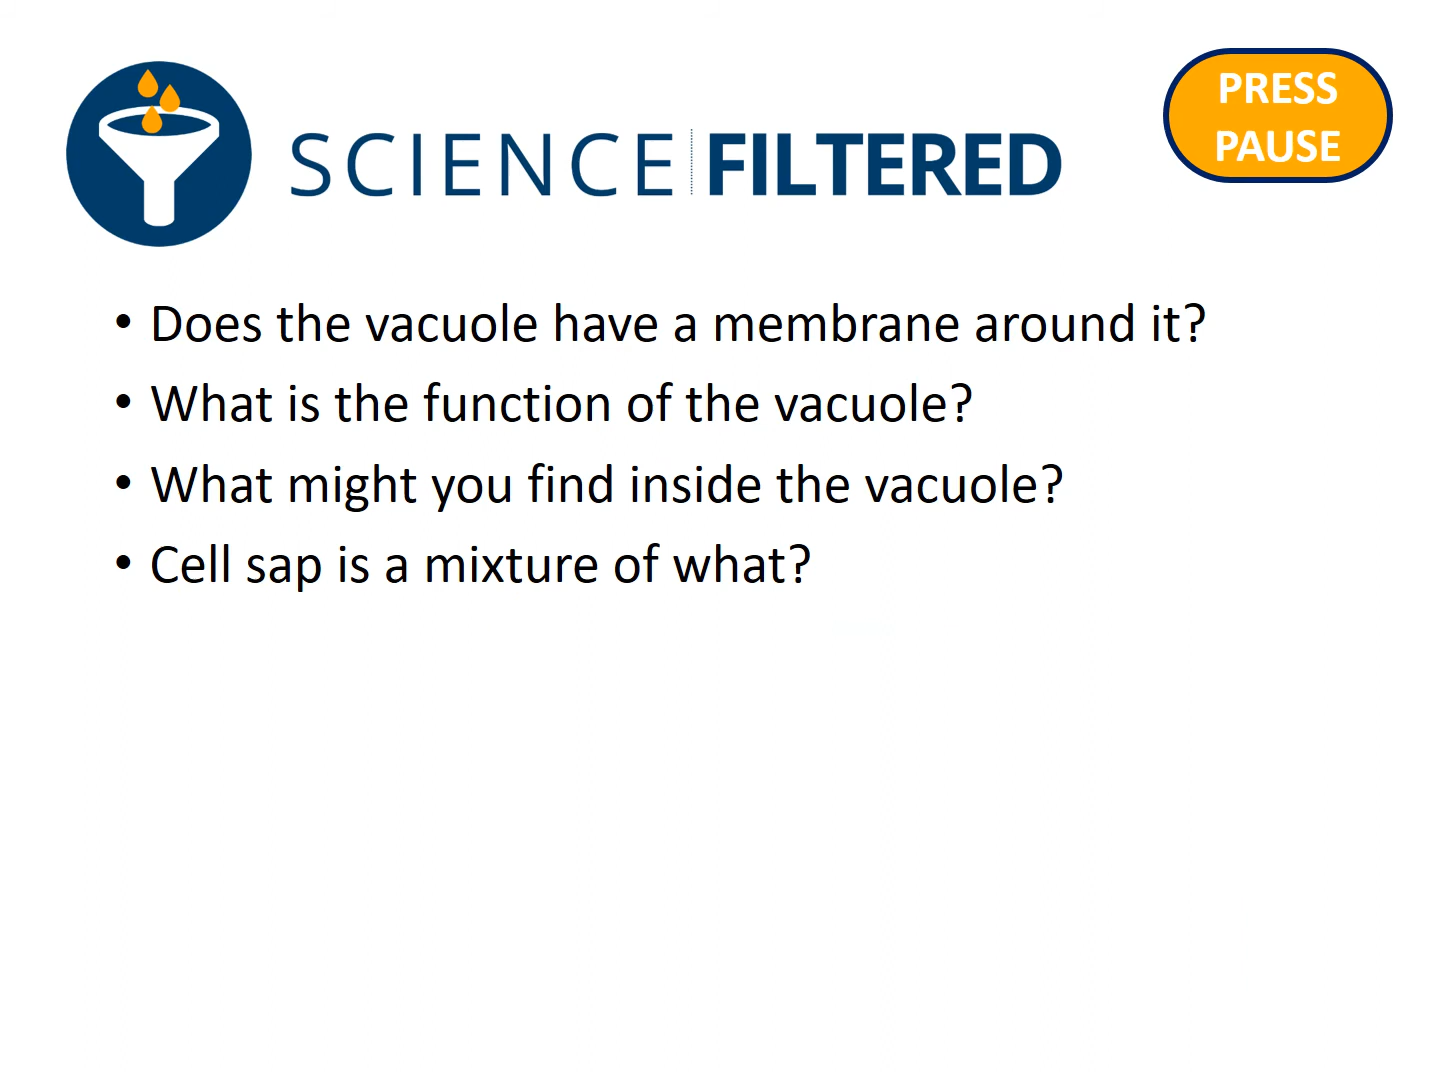 PRESS
PAUSE
SCIENCE FILTERED
• Does the vacuole have a membrane around it?
• What is the function of the vacuole?
• What might you find inside the vacuole?
• Cell sap is a mixture of what?